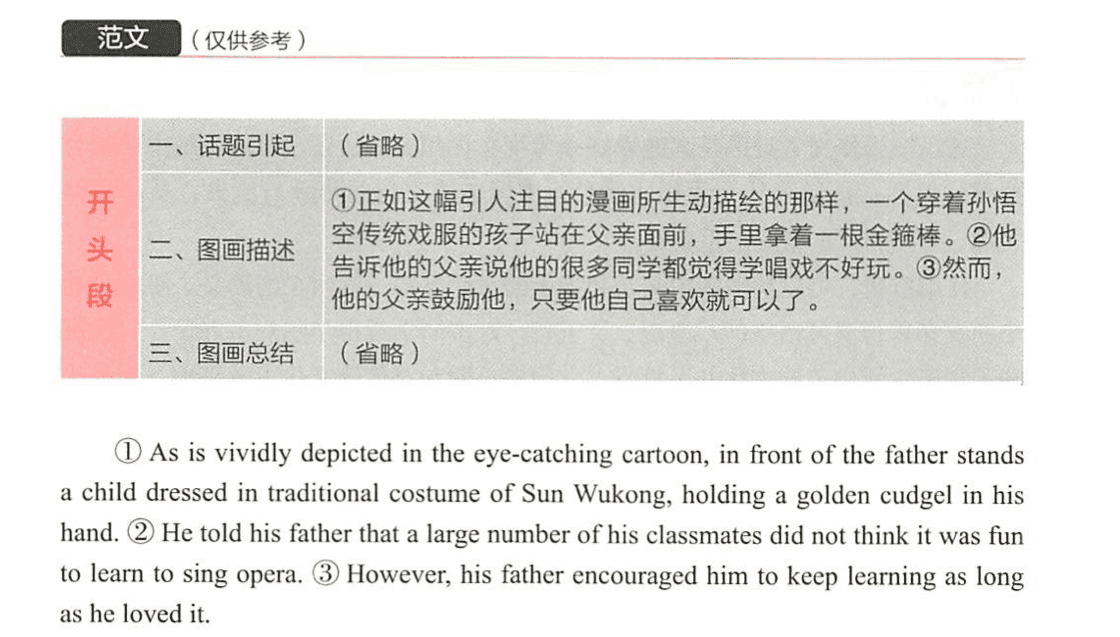 范文（仅供参考）
开头段
一、话题引起 （省略）
二、图画描述
①正如这幅引人注目的漫画所生动描绘的那样，一个穿着孙悟
空传统戏服的孩子站在父亲面前，手里拿着一根金箍棒。②他
告诉他的父亲说他的很多同学都觉得学唱戏不好玩。③然而，
他的父亲鼓励他，只要他自己喜欢就可以了。
三、图画总结 （省略）
① As is vividly depicted in the eye-catching cartoon, in front of the father stands
a child dressed in traditional costume of Sun Wukong, holding a golden cudgel in his
hand. ② He told his father that a large number of his classmates did not think it was fun
to learn to sing opera. ③ However, his father encouraged him to keep learning as long
as he loved it.